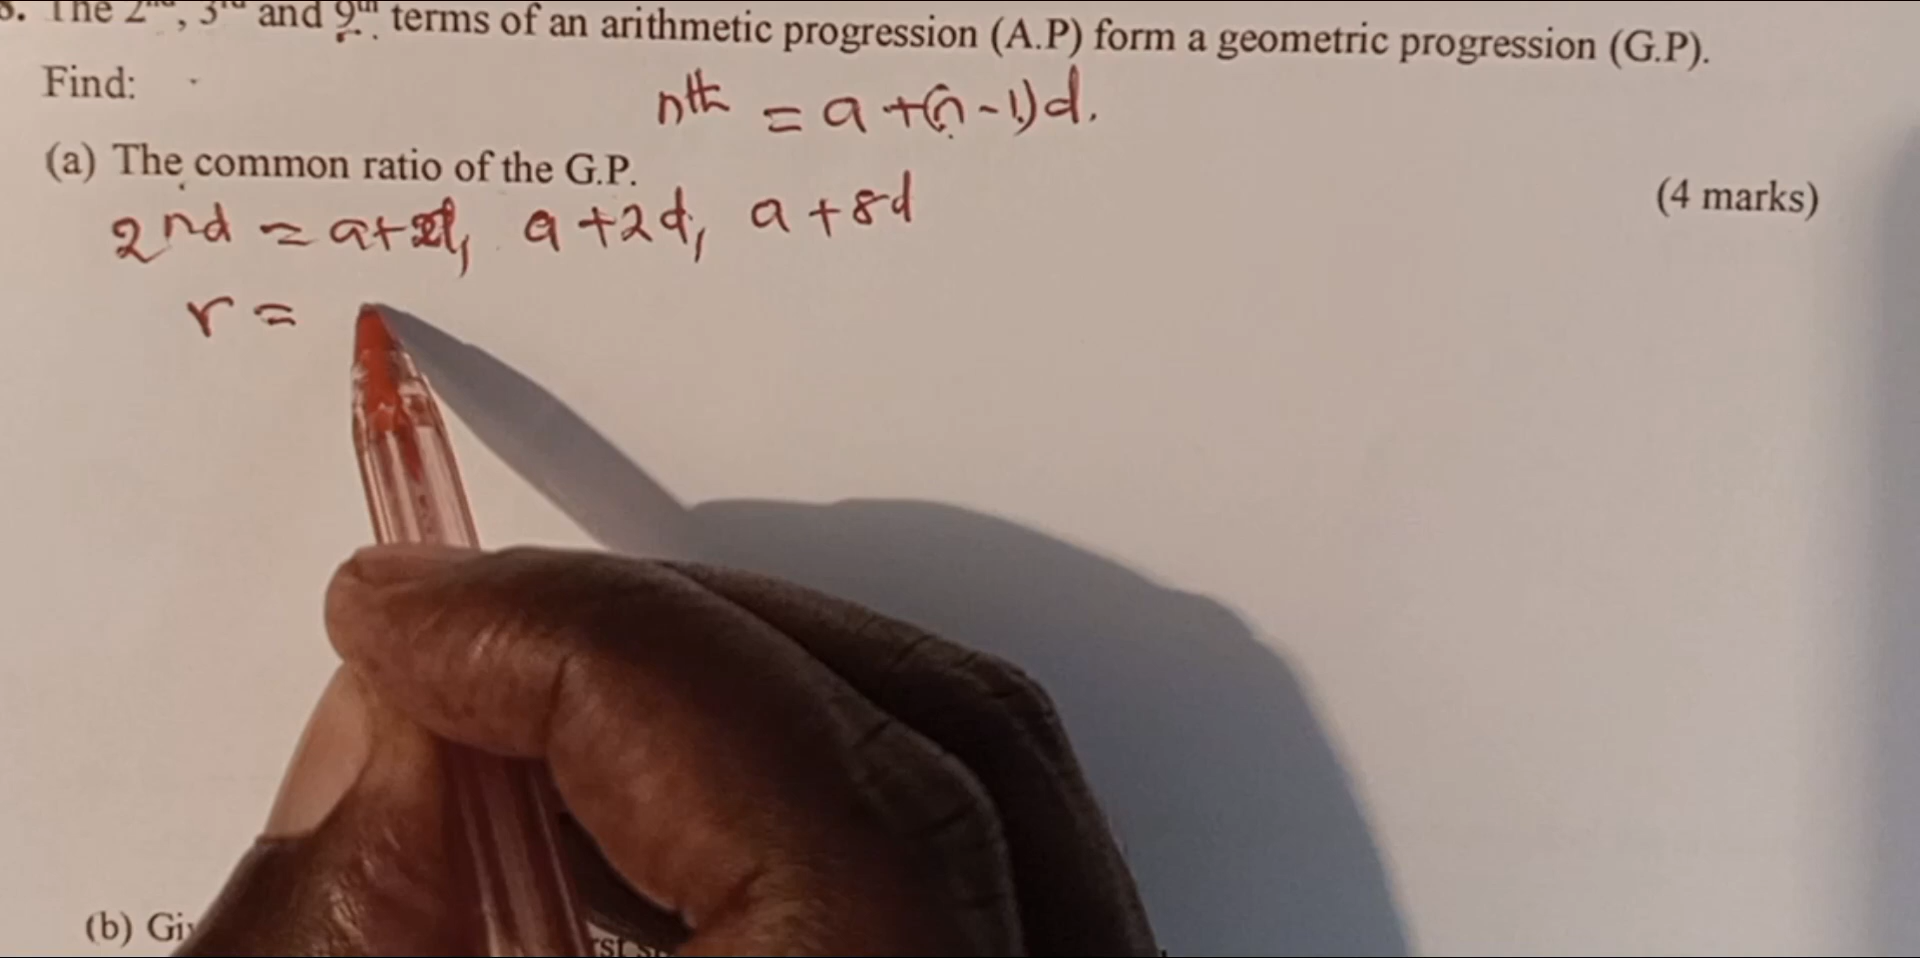 The 2nd, 3rd and 9th terms of an arithmetic progression (A.P) form a geometric progression (G.P).
Find:
nth = a +(n-1)d.
(a) The common ratio of the G.P.
(4 marks)
2nd = a+d, a+2d, a+8d
r =
(b)